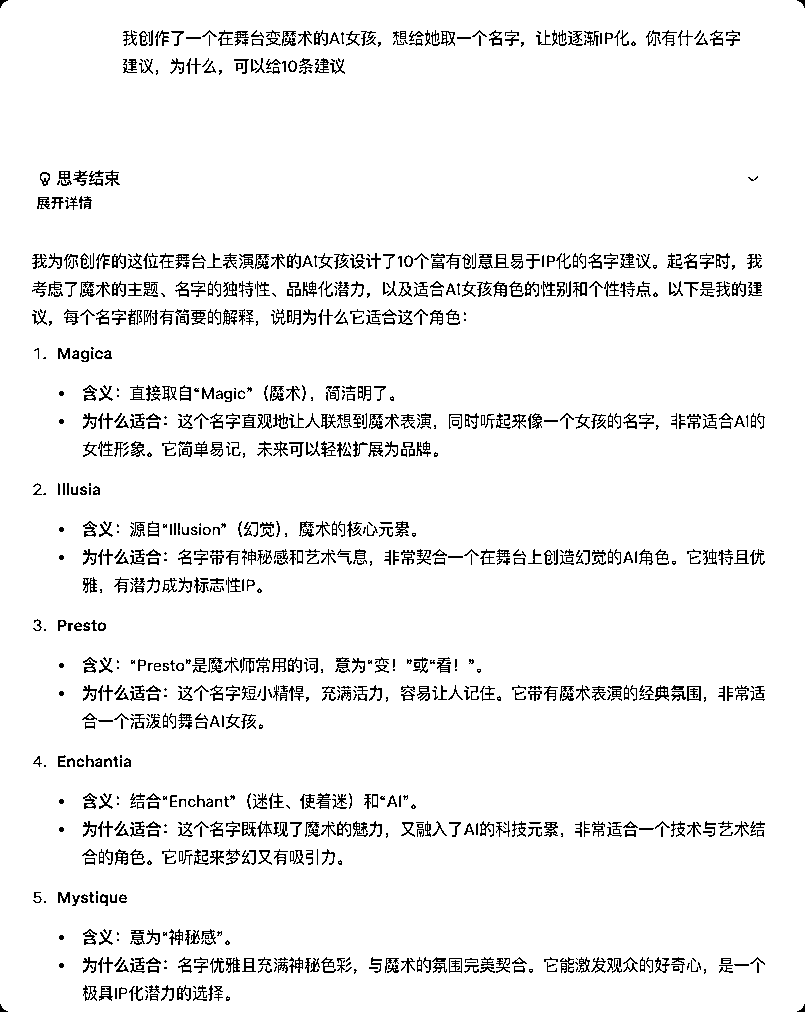 我创作了一个在舞台变魔术的AI女孩，想给她取一个名字，让她逐渐IP化。你有什么名字
建议，为什么，可以给10条建议
思考结束
展开详情
我为你创作的这位在舞台上表演魔术的AI女孩设计了10个富有创意且易于IP化的名字建议。起名字时，我
考虑了魔术的主题、名字的独特性、品牌化潜力，以及适合AI女孩角色的性别和个性特点。以下是我的建
议，每个名字都附有简要的解释，说明为什么它适合这个角色：
1. Magica
• 含义：直接取自“Magic”（魔术），简洁明了。
• 为什么适合：这个名字直观地让人联想到魔术表演，同时听起来像一个女孩的名字，非常适合AI的
女性形象。它简单易记，未来可以轻松扩展为品牌。
2. Illusia
• 含义：源自“Illusion”（幻觉），魔术的核心元素。
• 为什么适合：名字带有神秘感和艺术气息，非常契合一个在舞台上创造幻觉的AI角色。它独特且优
雅，有潜力成为标志性IP。
3. Presto
• 含义：“Presto”是魔术师常用的词，意为“变！”或“看！”。
• 为什么适合：这个名字短小精悍，充满活力，容易让人记住。它带有魔术表演的经典氛围，非常适
合一个活泼的舞台AI女孩。
4. Enchantia
• 含义：结合“Enchant”（迷住、使着迷）和“AI”。
• 为什么适合：这个名字既体现了魔术的魅力，又融入了AI的科技元素，非常适合一个技术与艺术结
合的角色。它听起来梦幻又有吸引力。
5. Mystique
• 含义：意为“神秘感”。
• 为什么适合：名字优雅且充满神秘色彩，与魔术的氛围完美契合。它能激发观众的好奇心，是一个
极具IP化潜力的选择。